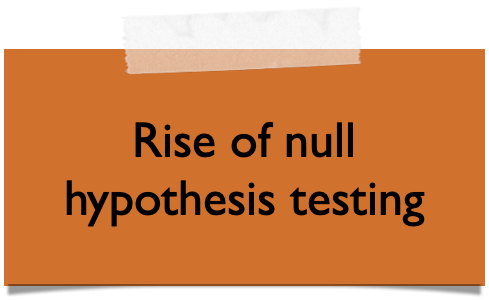 Rise of null
hypothesis testing